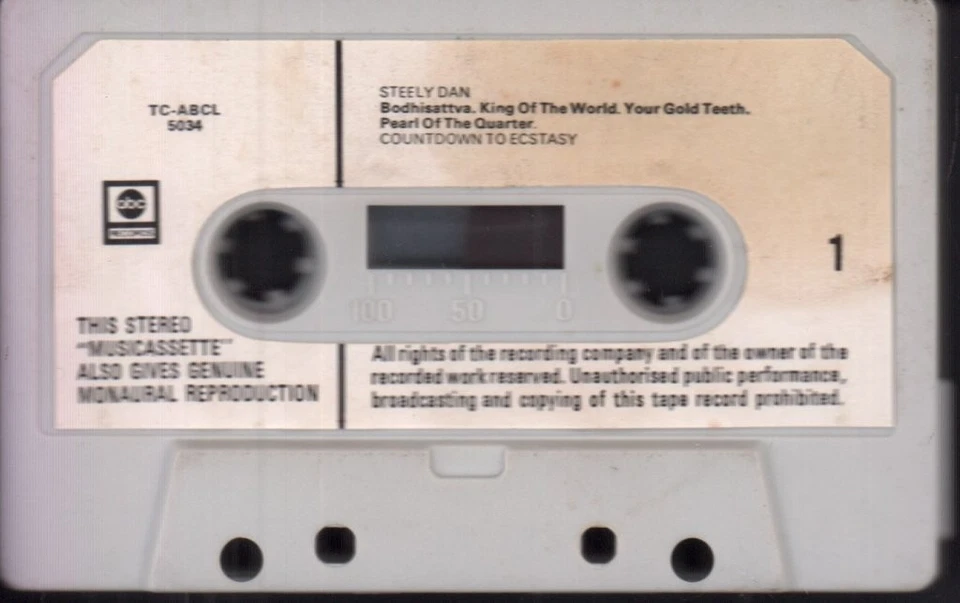 TC-ABCL
5034
abc
RECORDS
STEELY DAN
Bodhisattva. King Of The World. Your Gold Teeth.
Pearl Of The Quarter.
COUNTDOWN TO ECSTASY
1
100 50 0
THIS STEREO
"MUSICASSETTE"
ALSO GIVES GENUINE
MONAURAL REPRODUCTION
All rights of the recording company and of the owner of the
recorded work reserved. Unauthorised public performance,
broadcasting and copying of this tape record prohibited.